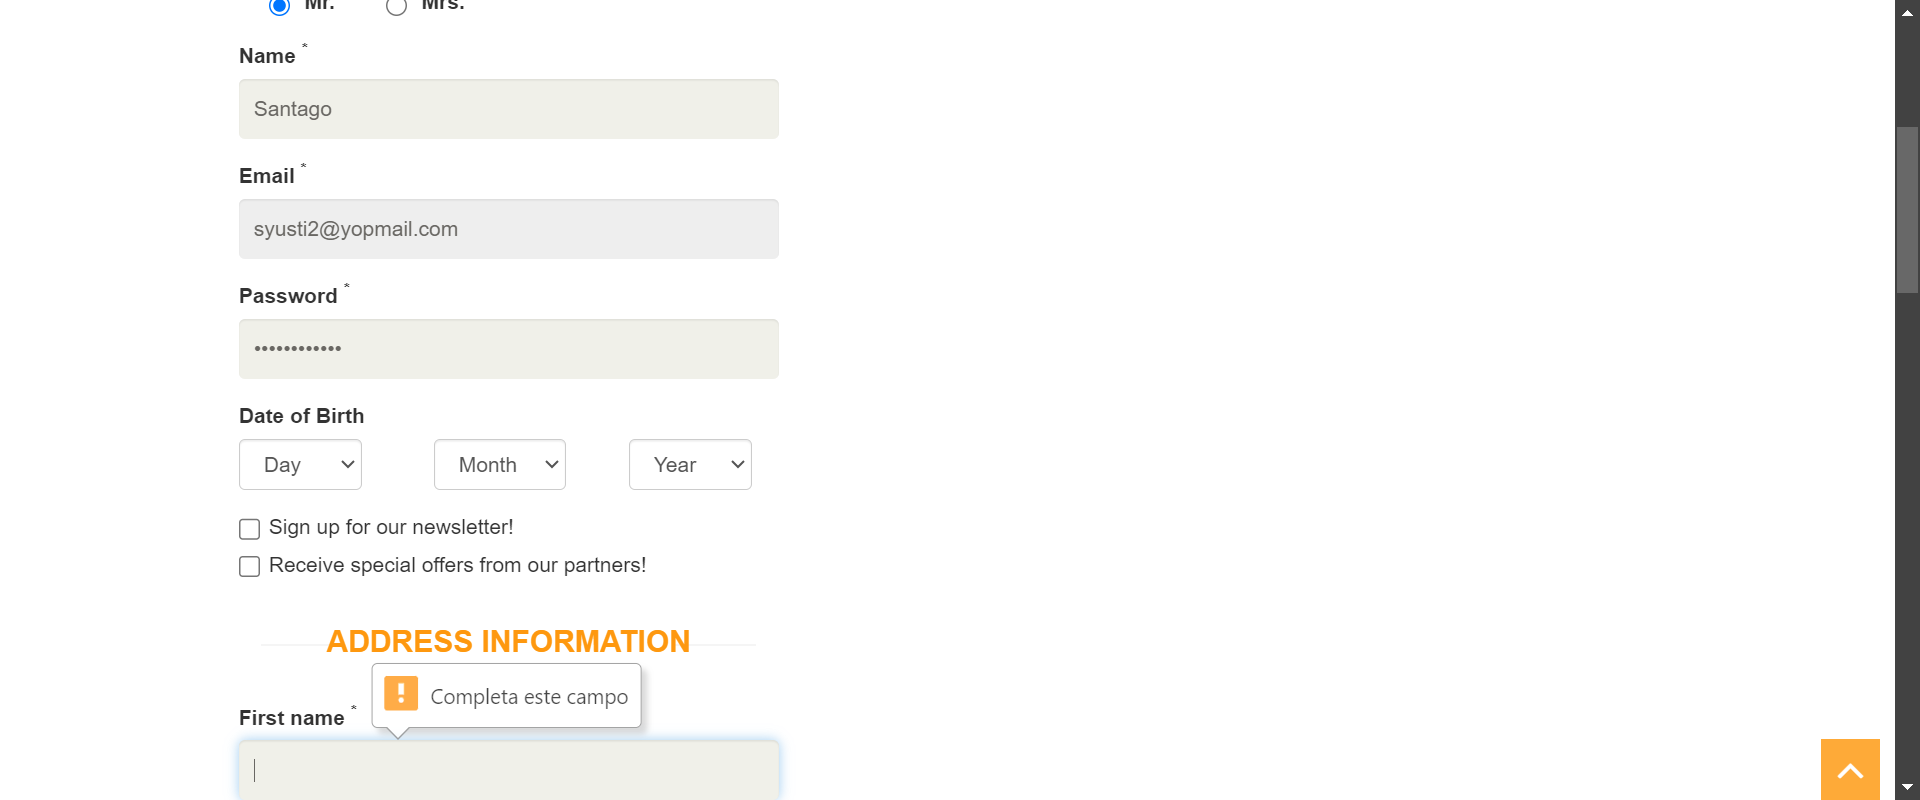 Mr. Mrs.
Name *
Santago
Email *
syusti2@yopmail.com
Password *
••••••••••••
Date of Birth
Day Month Year
Sign up for our newsletter!
Receive special offers from our partners!
ADDRESS INFORMATION
Completa este campo
First name *